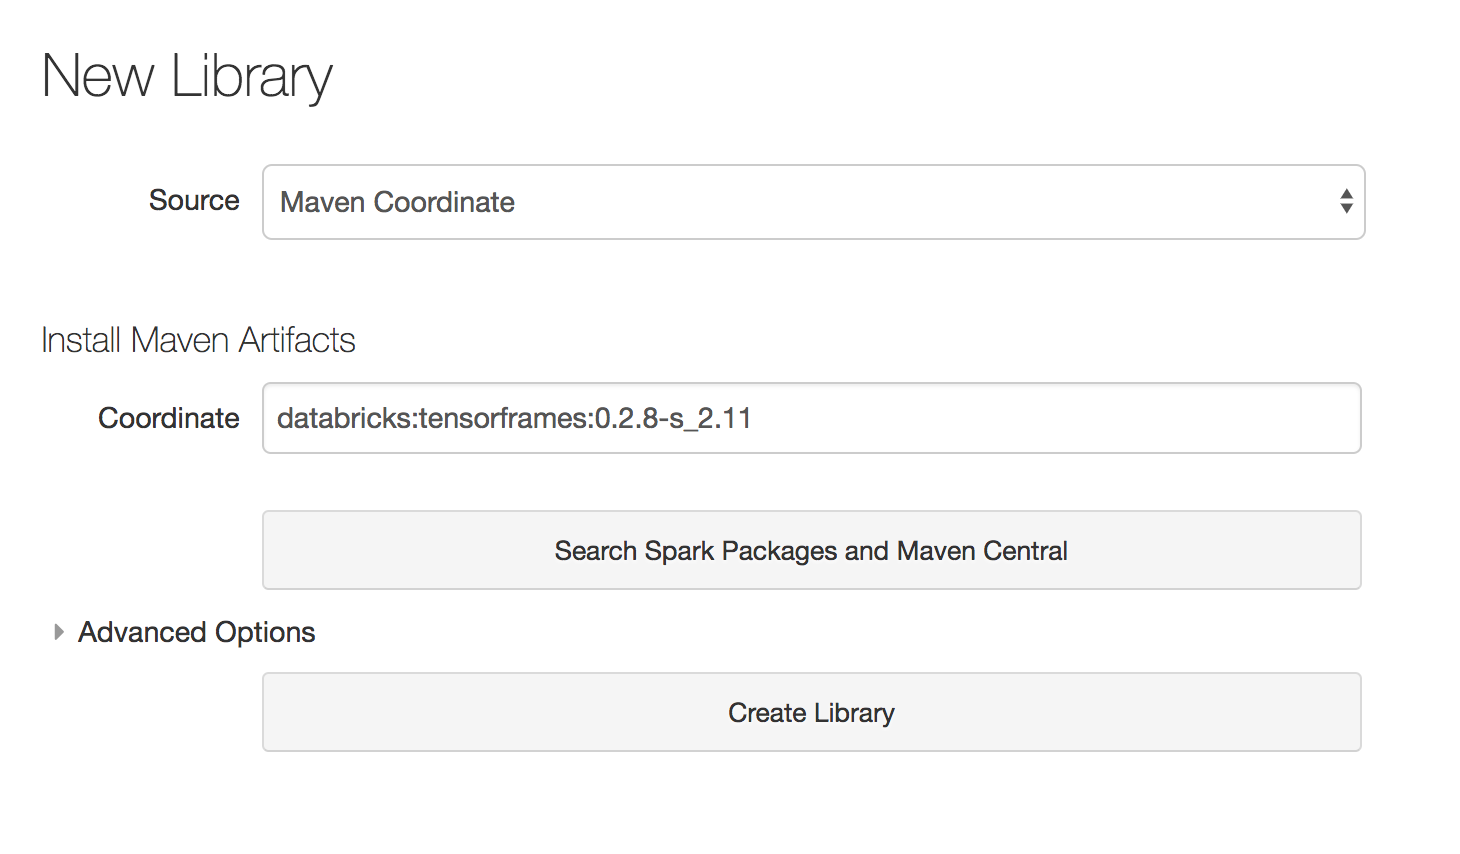 New Library
Source
Maven Coordinate
Install Maven Artifacts
Coordinate
databricks:tensorframes:0.2.8-s_2.11
Search Spark Packages and Maven Central
Advanced Options
Create Library